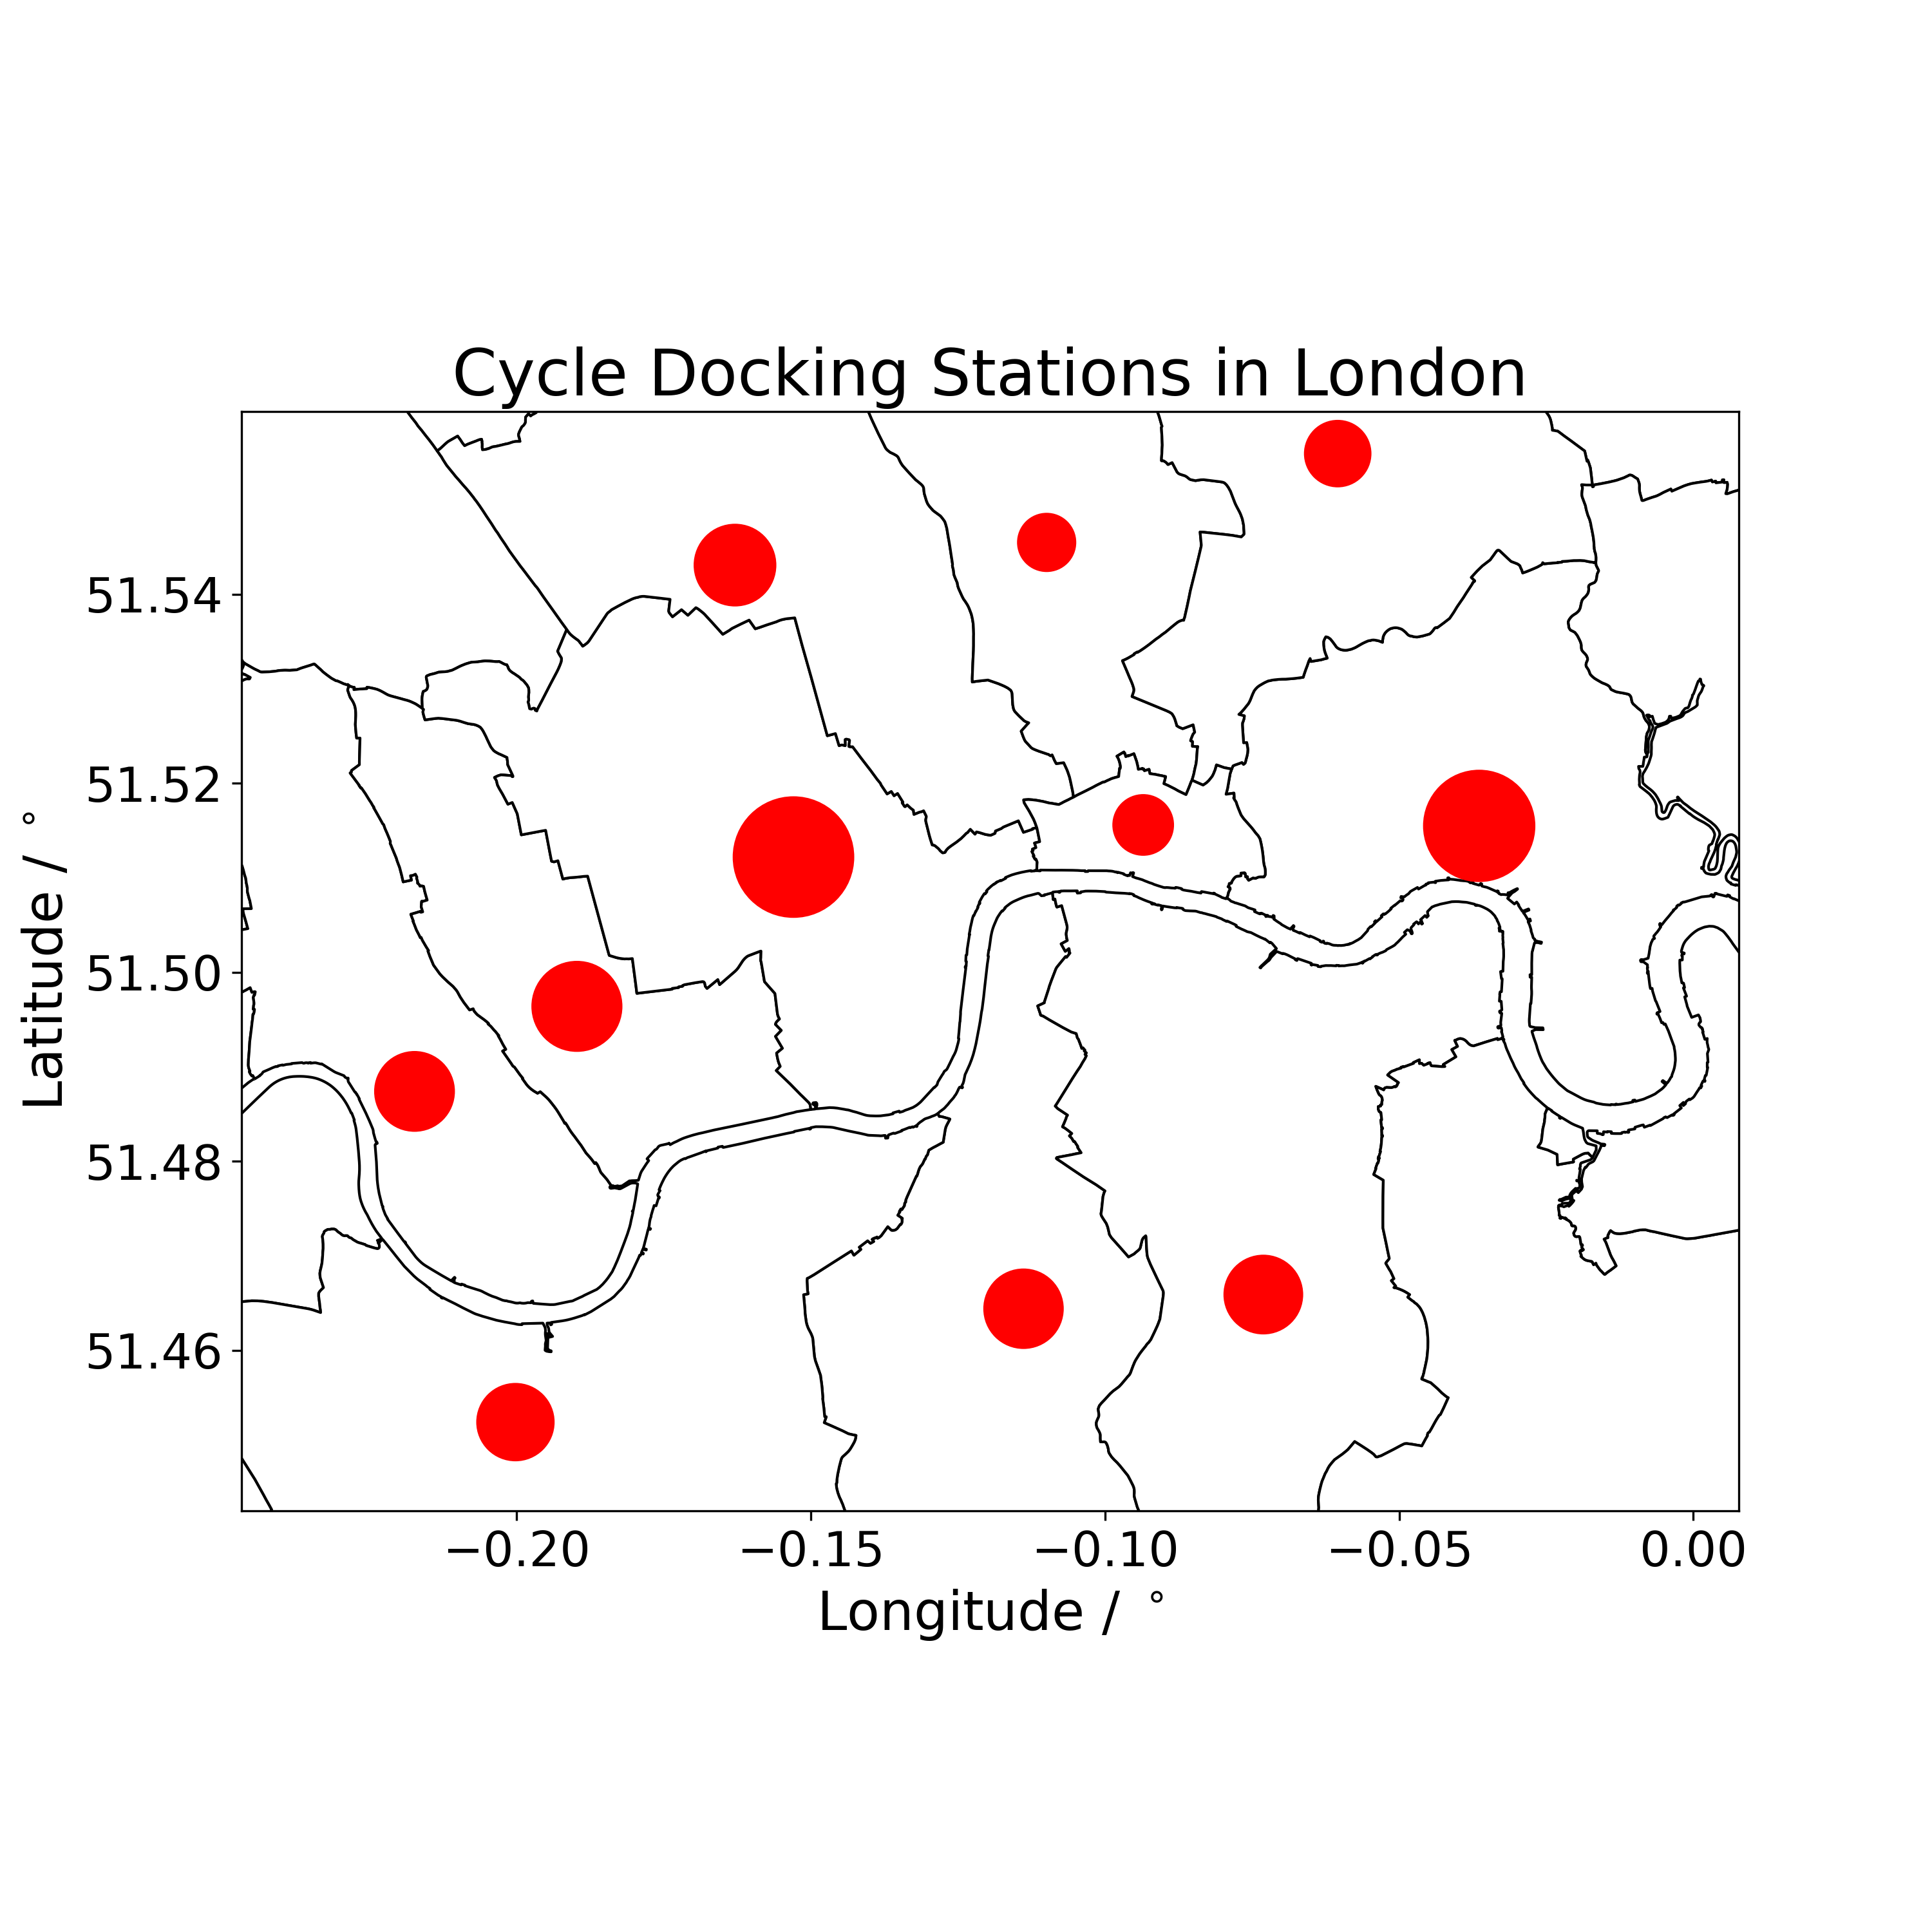 Cycle Docking Stations in London
Latitude / °
51.54
51.52
51.50
51.48
51.46
−0.20 −0.15 −0.10 −0.05 0.00
Longitude / °